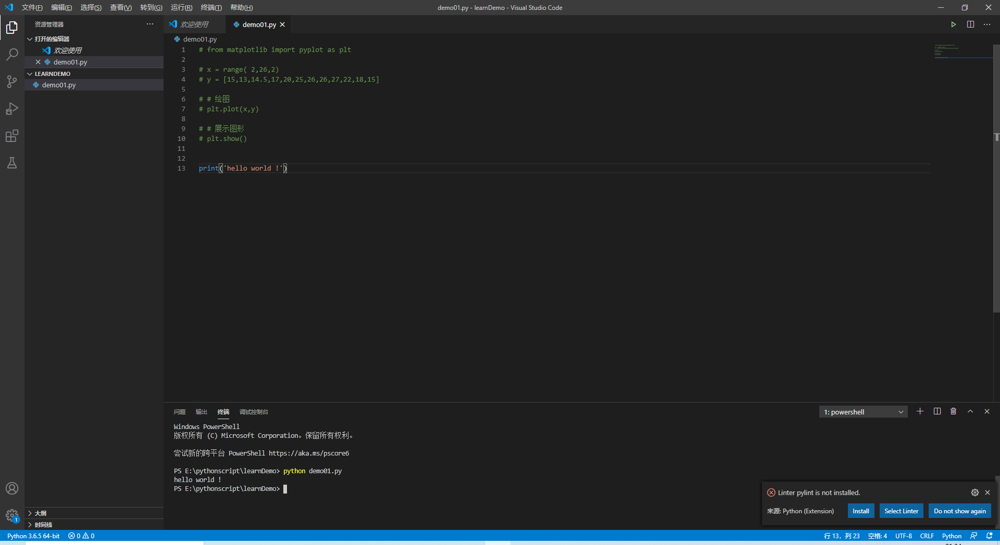 文件(F) 编辑(E) 选择(S) 查看(V) 转到(G) 运行(R) 终端(T) 帮助(H)
demo01.py - learnDemo - Visual Studio Code
资源管理器
打开的编辑器
欢迎使用
demo01.py
LEARNDEMO
demo01.py
大纲
时间线
欢迎使用
demo01.py
demo01.py
1 # from matplotlib import pyplot as plt
2
3 # x = range( 2,26,2)
4 # y = [15,13,14.5,17,20,25,26,26,27,22,18,15]
5
6 # # 绘图
7 # plt.plot(x,y)
8
9 # # 展示图形
10 # plt.show()
11
12
13 print('hello world !')
问题 输出 终端 调试控制台
1: powershell
Windows PowerShell
版权所有 (C) Microsoft Corporation。保留所有权利。
尝试新的跨平台 PowerShell https://aka.ms/pscore6
PS E:\pythonscript\learnDemo> python demo01.py
hello world !
PS E:\pythonscript\learnDemo>
Linter pylint is not installed.
来源: Python (Extension)
Install
Select Linter
Do not show again
1
Python 3.6.5 64-bit 0 0
行 13，列 23 空格: 4 UTF-8 CRLF Python